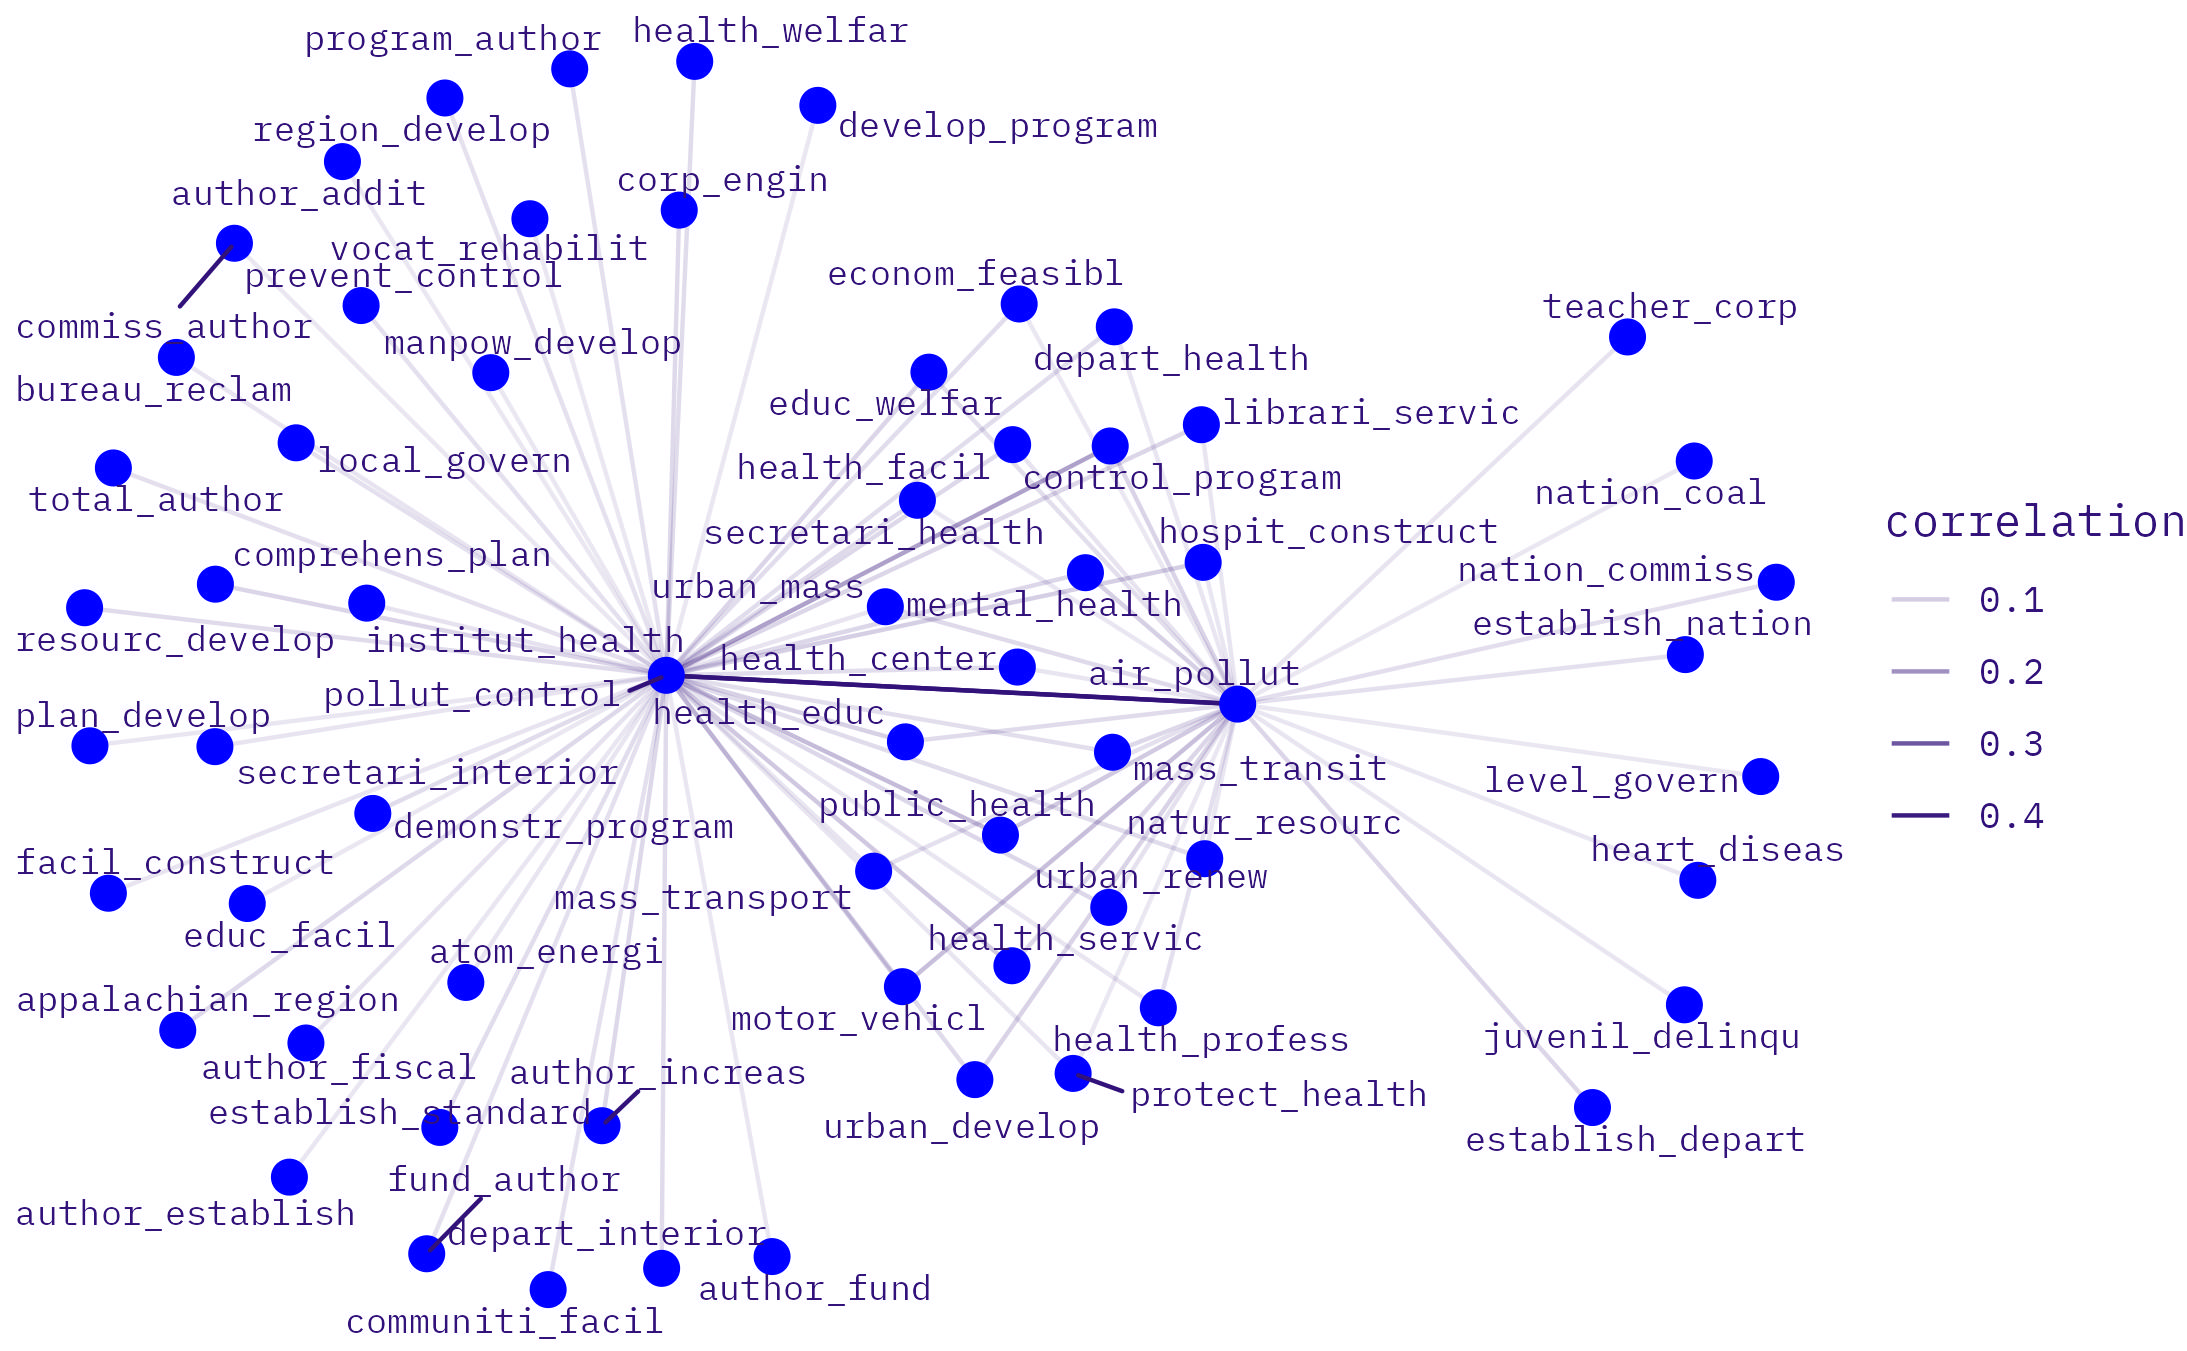 health_welfar
program_author
develop_program
region_develop
corp_engin
author_addit
vocat_rehabilit
econom_feasibl
prevent_control
teacher_corp
commiss_author
manpow_develop
depart_health
bureau_reclam
educ_welfar
librari_servic
local_govern
health_facil
control_program
nation_coal
total_author
correlation
secretari_health
hospit_construct
comprehens_plan
nation_commiss
urban_mass
0.1
mental_health
establish_nation
resourc_develop
institut_health
health_center
0.2
air_pollut
pollut_control
health_educ
plan_develop
0.3
secretari_interior
mass_transit
level_govern
public_health
0.4
natur_resourc
demonstr_program
heart_diseas
facil_construct
urban_renew
mass_transport
educ_facil
health_servic
atom_energi
appalachian_region
motor_vehicl
juvenil_delinqu
health_profess
author_fiscal
author_increas
protect_health
establish_standard
urban_develop
establish_depart
fund_author
author_establish
depart_interior
author_fund
communiti_facil